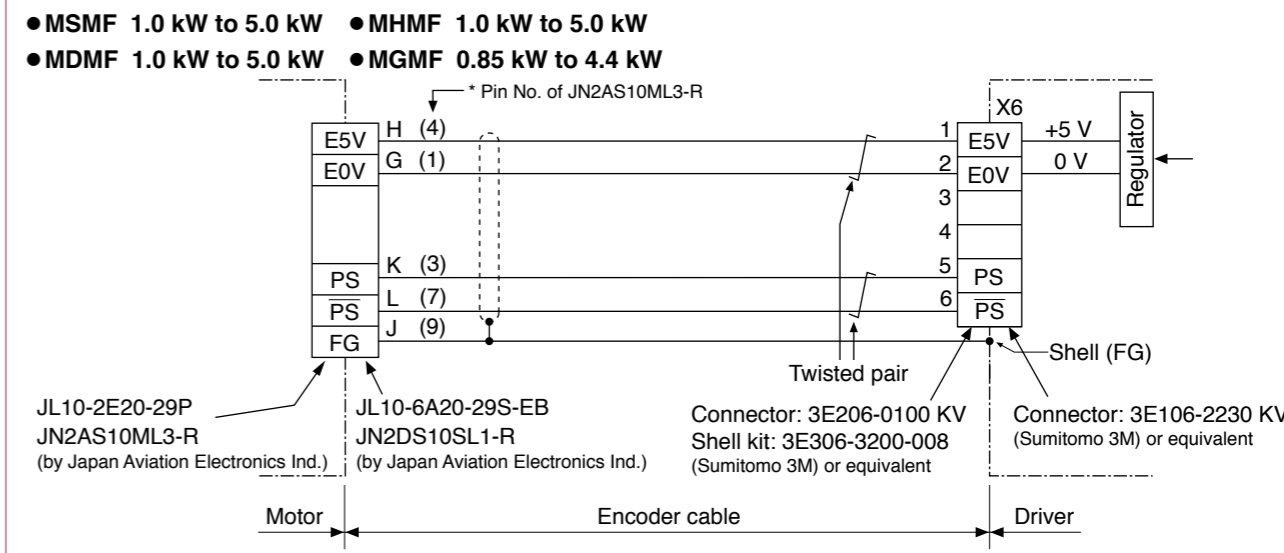 ●MSMF 1.0 kW to 5.0 kW ●MHMF 1.0 kW to 5.0 kW
●MDMF 1.0 kW to 5.0 kW ●MGMF 0.85 kW to 4.4 kW
* Pin No. of JN2AS10ML3-R
X6
E5V H (4) 1 E5V +5 V
E0V G (1) 2 E0V 0 V
Regulator
3
4
PS K (3) 5 PS
P̅S̅ L (7) 6 P̅S̅
FG J (9)
Shell (FG)
Twisted pair
JL10-2E20-29P
JN2AS10ML3-R
(by Japan Aviation Electronics Ind.)
JL10-6A20-29S-EB
JN2DS10SL1-R
(by Japan Aviation Electronics Ind.)
Connector: 3E206-0100 KV
Shell kit: 3E306-3200-008
(Sumitomo 3M) or equivalent
Connector: 3E106-2230 KV
(Sumitomo 3M) or equivalent
Motor Encoder cable Driver